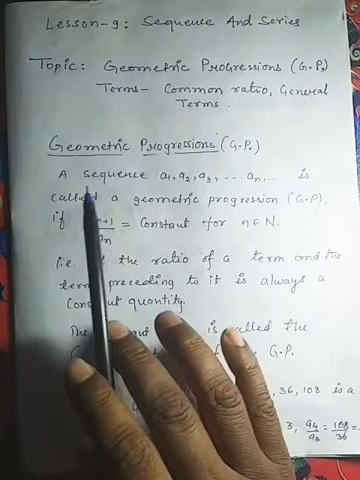 Lesson-9: Sequence And Series
Topic: Geometric Progressions (G.P.)
Terms- Common ratio, General
Terms.
Geometric Progressions (G.P.)
A sequence a₁, a₂, a₃, --- aₙ... is
called a geometric progression (G.P),
if = Constant for n∈N.
i.e. the ratio of a term and the
term preceding to it is always a
Constant quantity.
The is called the
G.P.
, 36, 108 is a
3, a₄/a₃ = 108/36 =